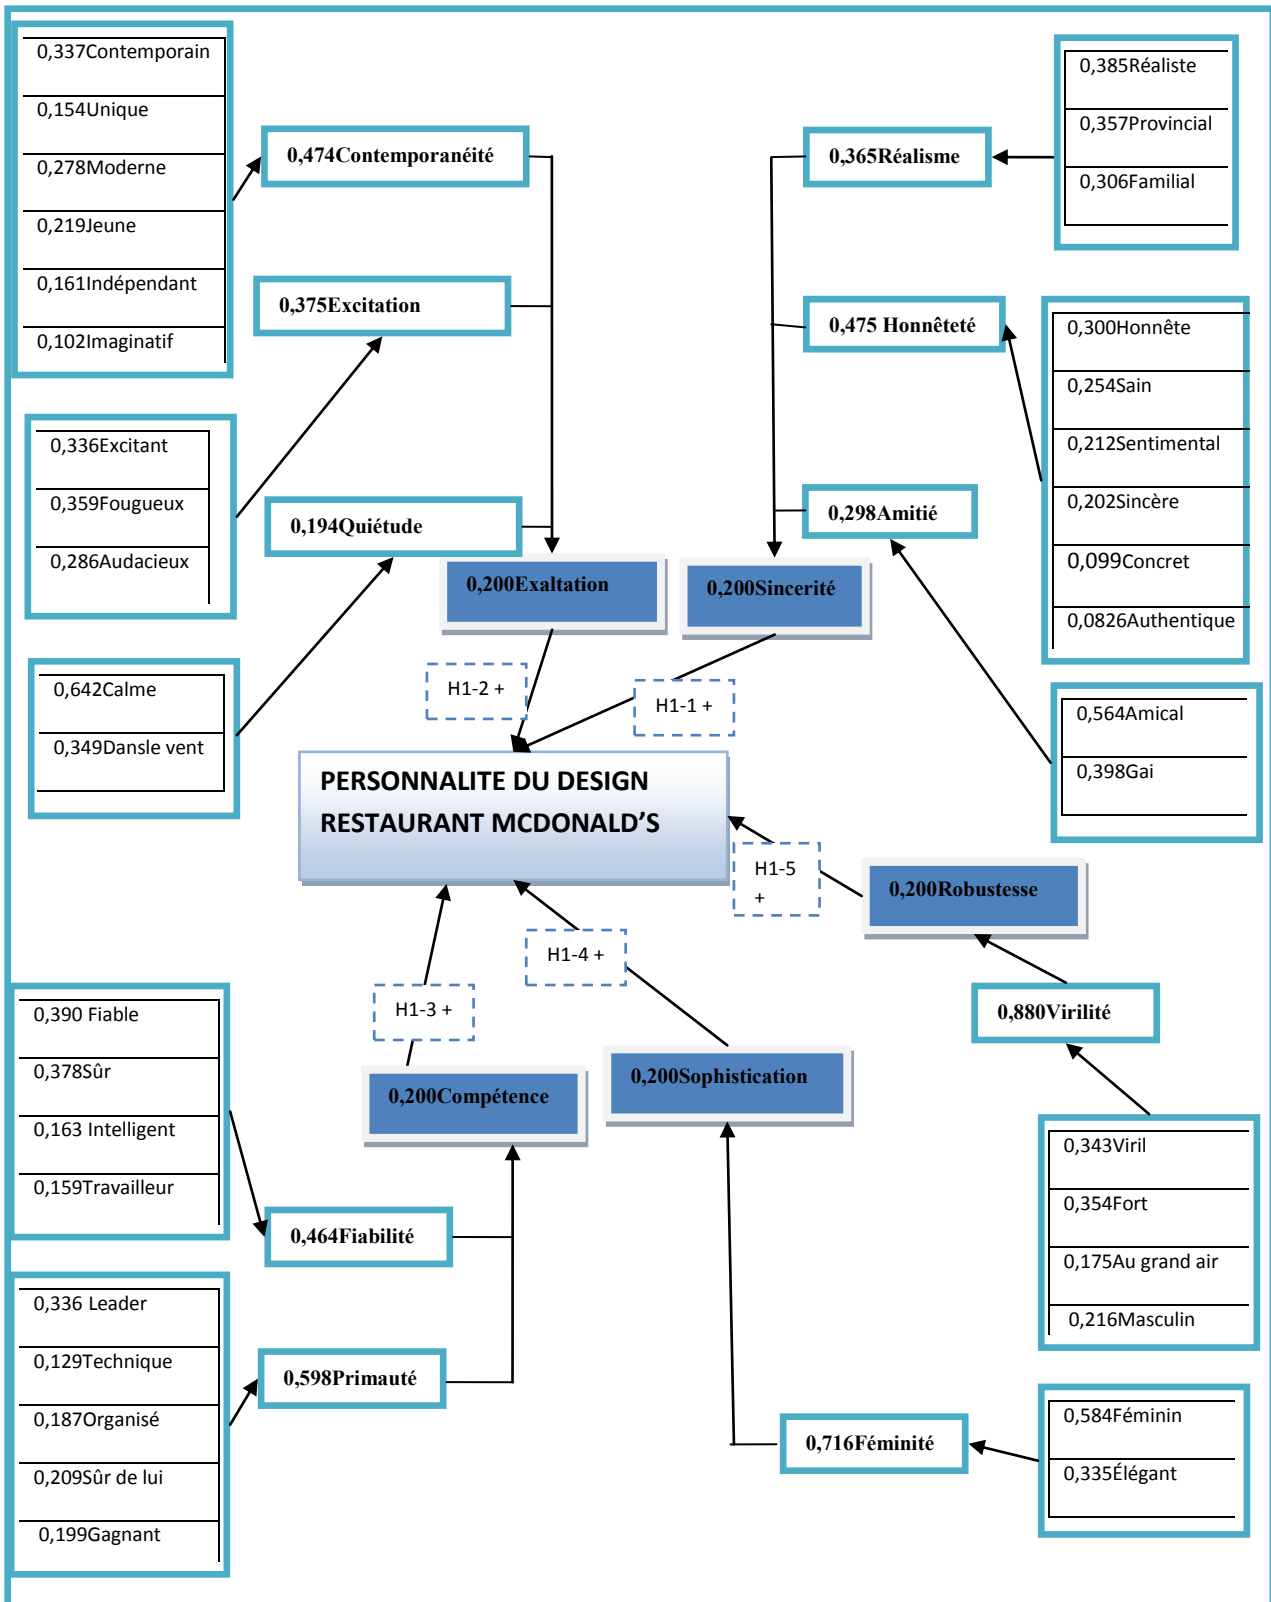 0,337Contemporain
0,154Unique
0,278Moderne
0,219Jeune
0,161Indépendant
0,102Imaginatif
0,474Contemporanéité
0,365Réalisme
0,385Réaliste
0,357Provincial
0,306Familial
0,375Excitation
0,475 Honnêteté
0,300Honnête
0,254Sain
0,212Sentimental
0,202Sincère
0,099Concret
0,0826Authentique
0,336Excitant
0,359Fougueux
0,286Audacieux
0,194Quiétude
0,298Amitié
0,200Exaltation
0,200Sincerité
0,642Calme
0,349Dansle vent
H1-2 +
H1-1 +
0,564Amical
0,398Gai
PERSONNALITE DU DESIGN
RESTAURANT MCDONALD'S
H1-5
+
0,200Robustesse
H1-4 +
H1-3 +
0,880Virilité
0,390 Fiable
0,378Sûr
0,163 Intelligent
0,159Travailleur
0,200Compétence
0,200Sophistication
0,343Viril
0,354Fort
0,175Au grand air
0,216Masculin
0,464Fiabilité
0,336 Leader
0,129Technique
0,187Organisé
0,209Sûr de lui
0,199Gagnant
0,598Primauté
0,716Féminité
0,584Féminin
0,335Élégant